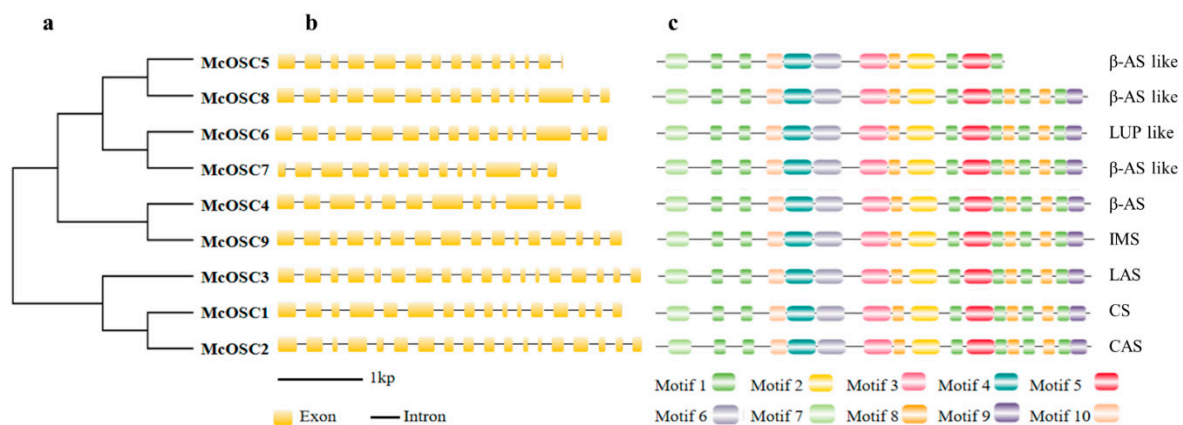 a b c
McOSC5 β-AS like
McOSC8 β-AS like
McOSC6 LUP like
McOSC7 β-AS like
McOSC4 β-AS
McOSC9 IMS
McOSC3 LAS
McOSC1 CS
McOSC2 CAS
1kp
Exon Intron
Motif 1 Motif 2 Motif 3 Motif 4 Motif 5
Motif 6 Motif 7 Motif 8 Motif 9 Motif 10